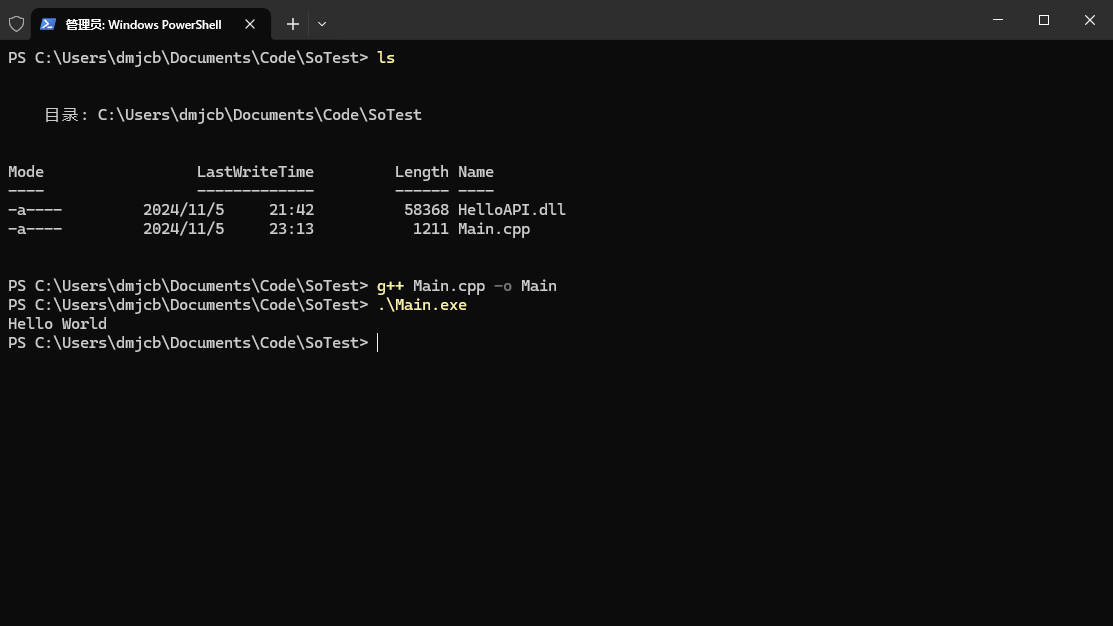 管理员: Windows PowerShell
PS C:\Users\dmjcb\Documents\Code\SoTest> ls
目录: C:\Users\dmjcb\Documents\Code\SoTest
Mode                 LastWriteTime         Length Name
----                 -------------         ------ ----
-a----         2024/11/5     21:42          58368 HelloAPI.dll
-a----         2024/11/5     23:13           1211 Main.cpp
PS C:\Users\dmjcb\Documents\Code\SoTest> g++ Main.cpp -o Main
PS C:\Users\dmjcb\Documents\Code\SoTest> .\Main.exe
Hello World
PS C:\Users\dmjcb\Documents\Code\SoTest>